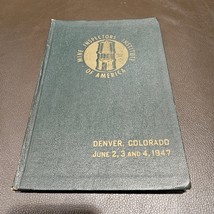 MINE INSPECTORS INSTITUTE
OF AMERICA
DENVER, COLORADO
JUNE 2, 3 AND 4, 1947